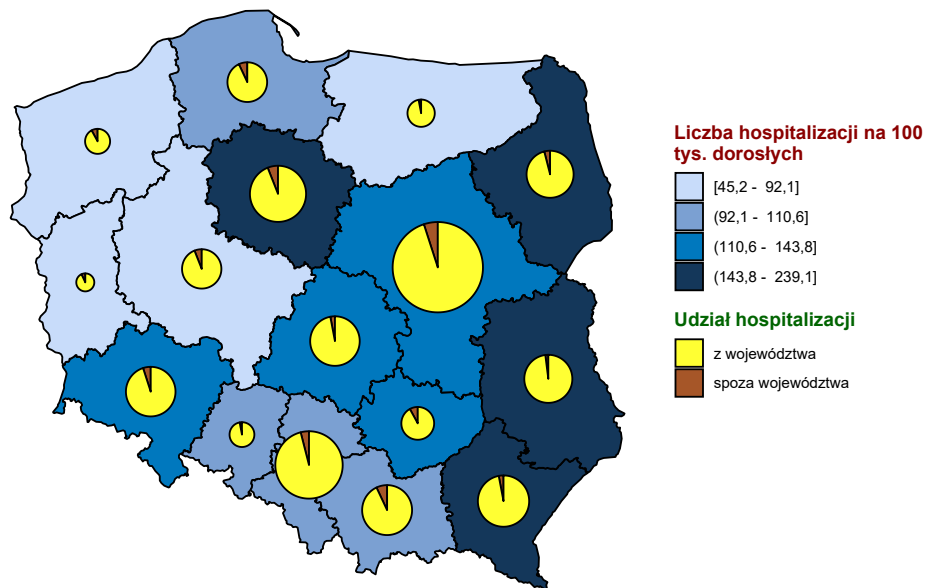 Liczba hospitalizacji na 100
tys. dorosłych
[45,2 - 92,1]
(92,1 - 110,6]
(110,6 - 143,8]
(143,8 - 239,1]
Udział hospitalizacji
z województwa
spoza województwa